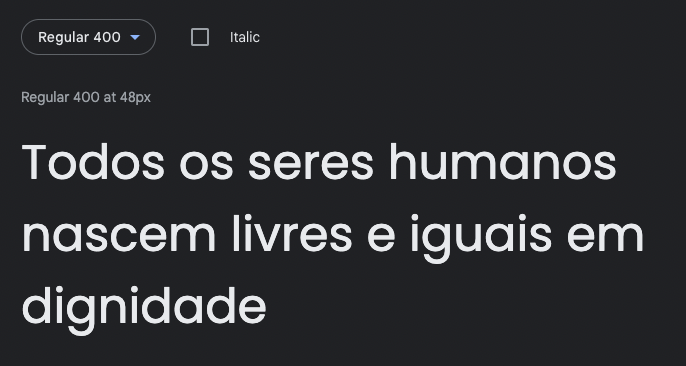 Regular 400
Italic
Regular 400 at 48px
Todos os seres humanos
nascem livres e iguais em
dignidade